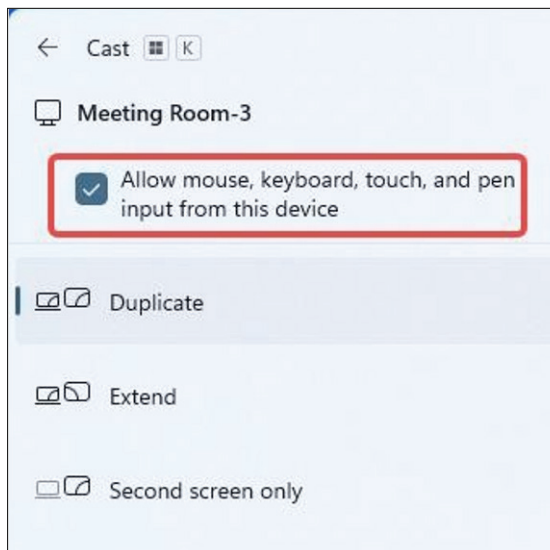 Cast K
Meeting Room-3
Allow mouse, keyboard, touch, and pen
input from this device
Duplicate
Extend
Second screen only